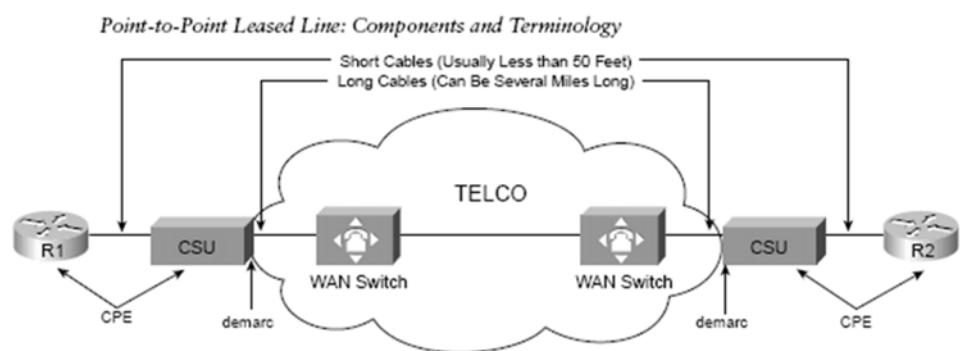 Point-to-Point Leased Line: Components and Terminology
Short Cables (Usually Less than 50 Feet)
Long Cables (Can Be Several Miles Long)
TELCO
R1
CSU
CSU
R2
WAN Switch
WAN Switch
CPE
demarc
demarc
CPE